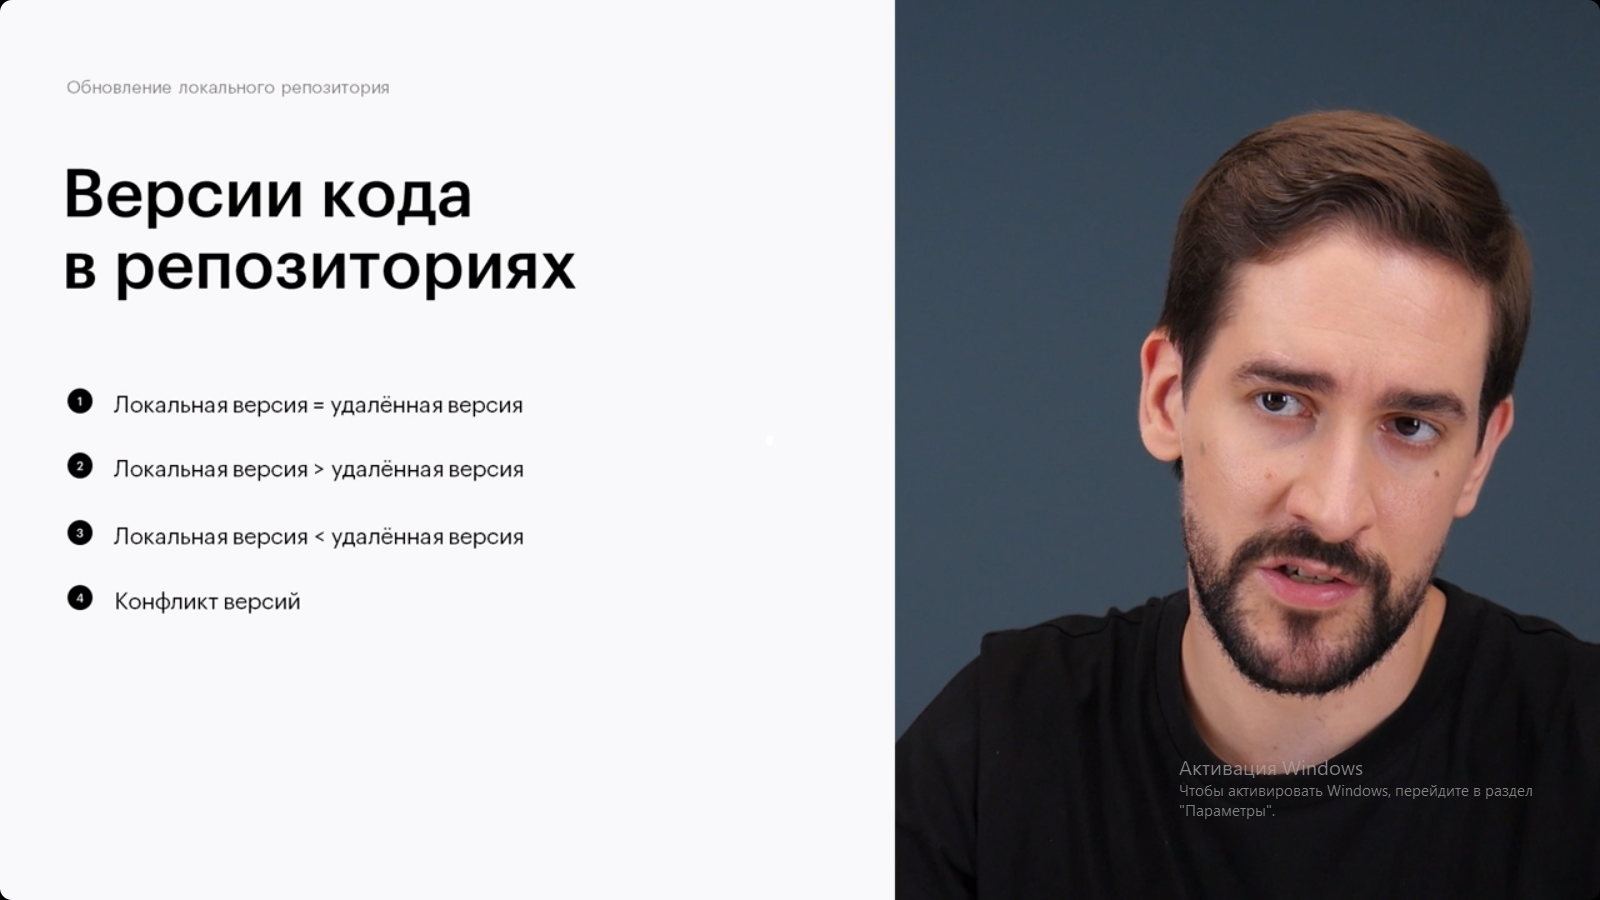 Обновление локального репозитория
Версии кода
в репозиториях
1 Локальная версия = удалённая версия
2 Локальная версия > удалённая версия
3 Локальная версия < удалённая версия
4 Конфликт версий
Активация Windows
Чтобы активировать Windows, перейдите в раздел
"Параметры".